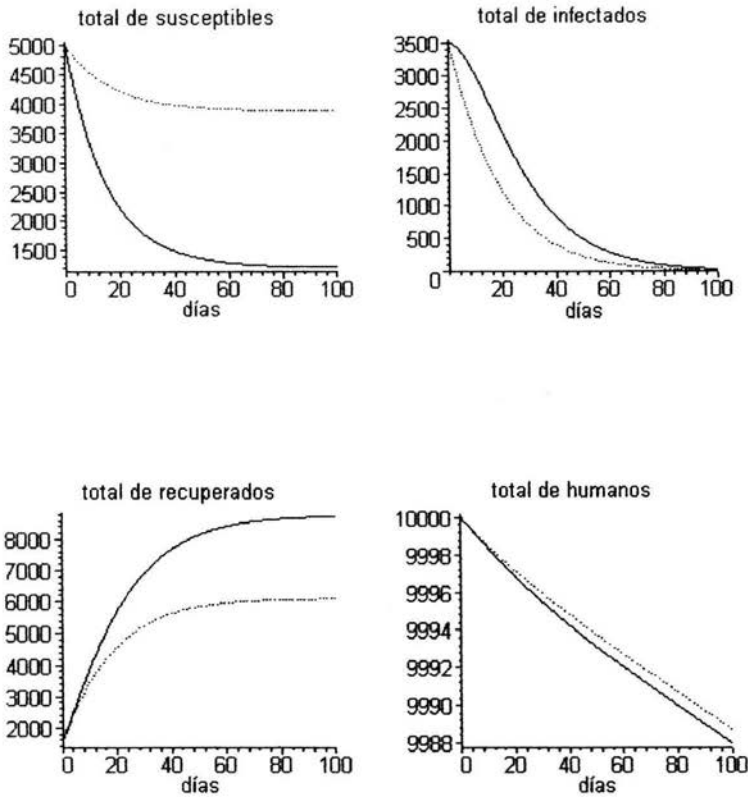 total de susceptibles
5000
4500
4000
3500
3000
2500
2000
1500
0 20 40 60 80 100
días
total de infectados
3500
3000
2500
2000
1500
1000
500
0
20 40 60 80 100
días
total de recuperados
8000
7000
6000
5000
4000
3000
2000
0 20 40 60 80 100
días
total de humanos
10000
9998
9996
9994
9992
9990
9988
0 20 40 60 80 100
días